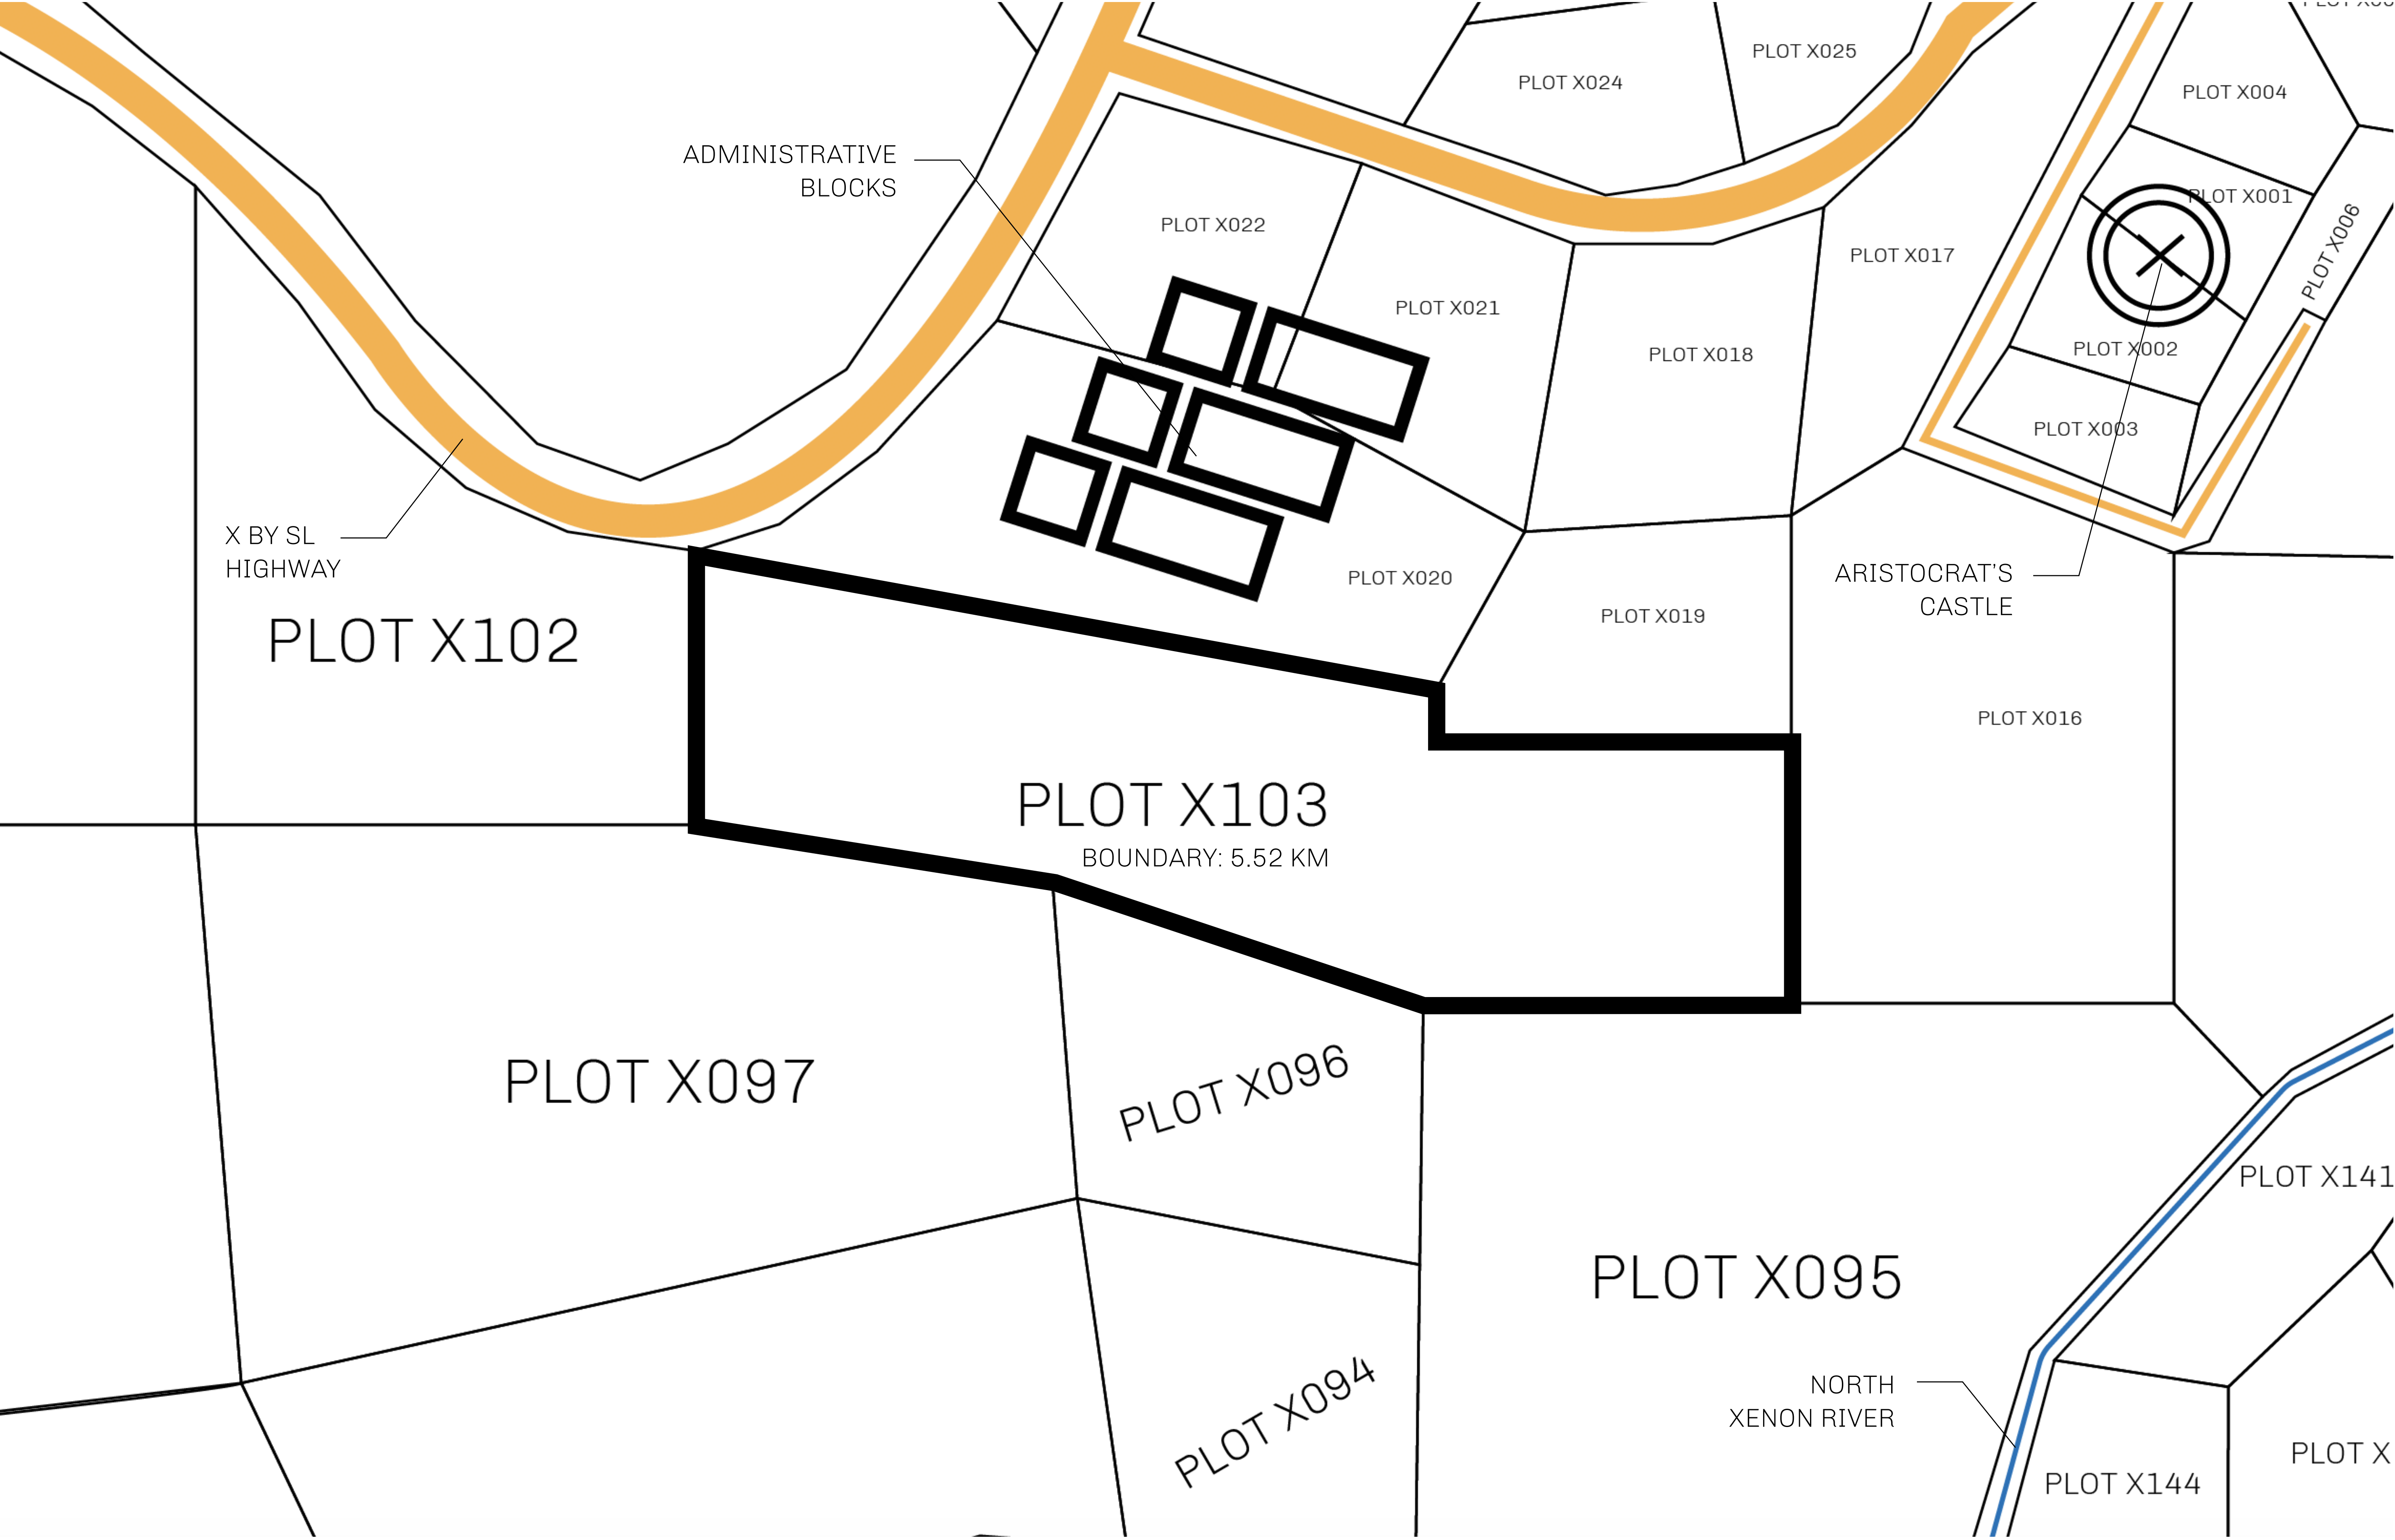 PLOT X025
PLOT X024
PLOT X004
ADMINISTRATIVE
BLOCKS
PLOT X001
PLOT X022
PLOT X006
PLOT X017
PLOT X021
PLOT X018
PLOT X002
PLOT X003
X BY SL
HIGHWAY
PLOT X020
ARISTOCRAT'S
CASTLE
PLOT X102
PLOT X019
PLOT X016
PLOT X103
BOUNDARY: 5.52 KM
PLOT X097
PLOT X096
PLOT X141
PLOT X095
PLOT X094
NORTH
XENON RIVER
PLOT X
PLOT X144